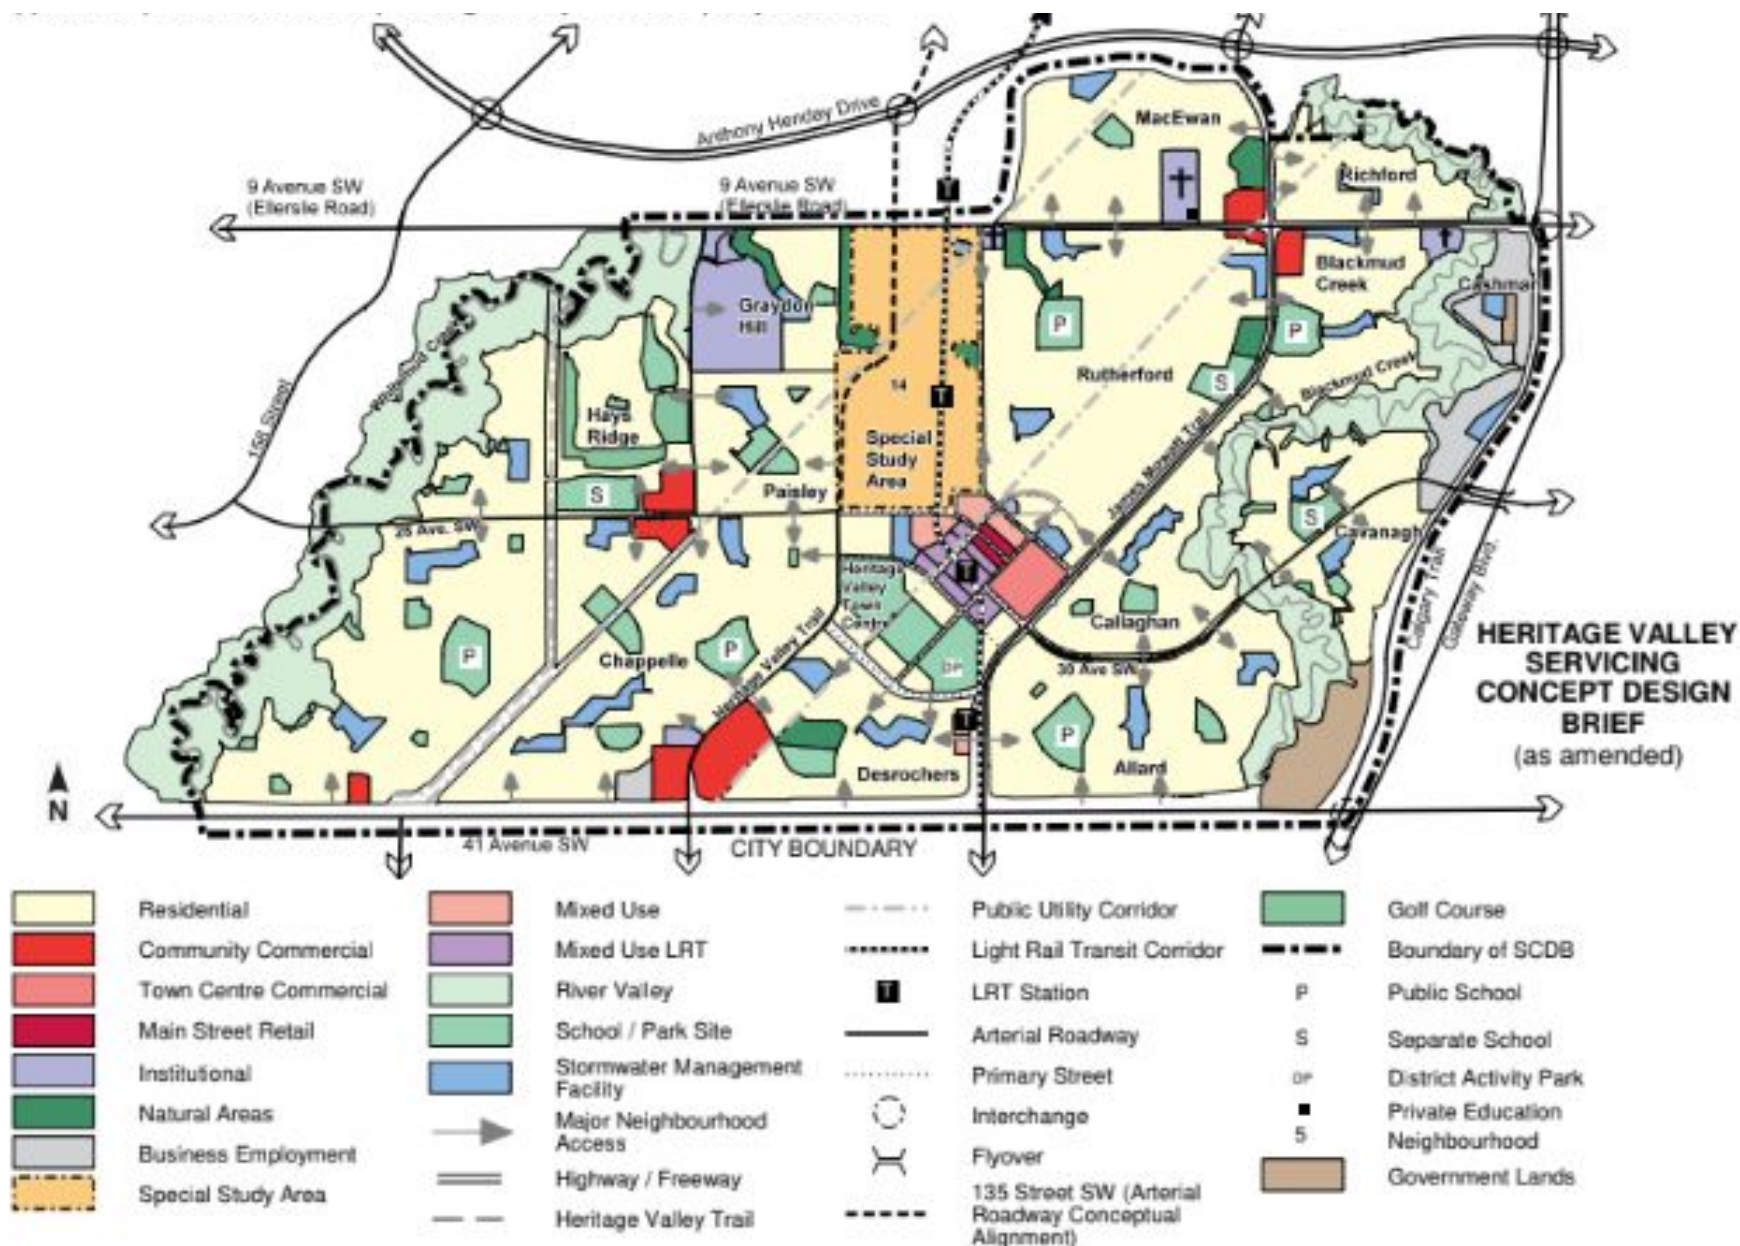 Anthony Henday Drive
MacEwan
9 Avenue SW
(Ellerslie Road)
9 Avenue SW
(Ellerslie Road)
Richford
T
Blackmud
Creek
Cashman
Graydon
Hill
P
P
Rutherford
S
Blackmud Creek
14
T
Hays
Ridge
156 Street
Special
Study
Area
James Mowatt Trail
S
Paisley
S
Cavanagh
35 Ave. SW
Heritage
Valley
Town
Centre
T
Calgary Trail
Gateway Blvd.
Callaghan
P
Chappelle
P
Heritage Valley Trail
DP
30 Ave SW
T
P
Desrochers
Allard
HERITAGE VALLEY
SERVICING
CONCEPT DESIGN
BRIEF
(as amended)
N
41 Avenue SW
CITY BOUNDARY
Residential
Community Commercial
Town Centre Commercial
Main Street Retail
Institutional
Natural Areas
Business Employment
Special Study Area
Mixed Use
Mixed Use LRT
River Valley
School / Park Site
Stormwater Management
Facility
Major Neighbourhood
Access
Highway / Freeway
Heritage Valley Trail
Public Utility Corridor
Light Rail Transit Corridor
T
LRT Station
Arterial Roadway
Primary Street
Interchange
Flyover
135 Street SW (Arterial
Roadway Conceptual
Alignment)
Golf Course
Boundary of SCDB
P
Public School
S
Separate School
DP
District Activity Park
Private Education
5
Neighbourhood
Government Lands